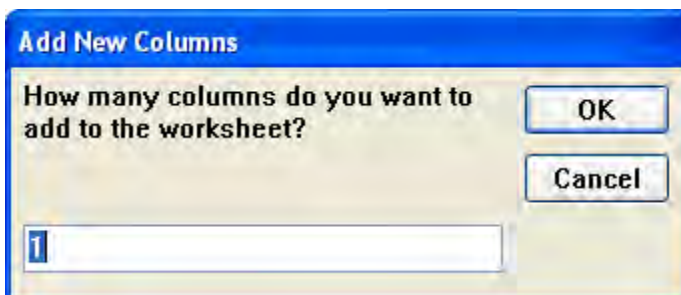 Add New Columns
How many columns do you want to
add to the worksheet?
OK
Cancel
1